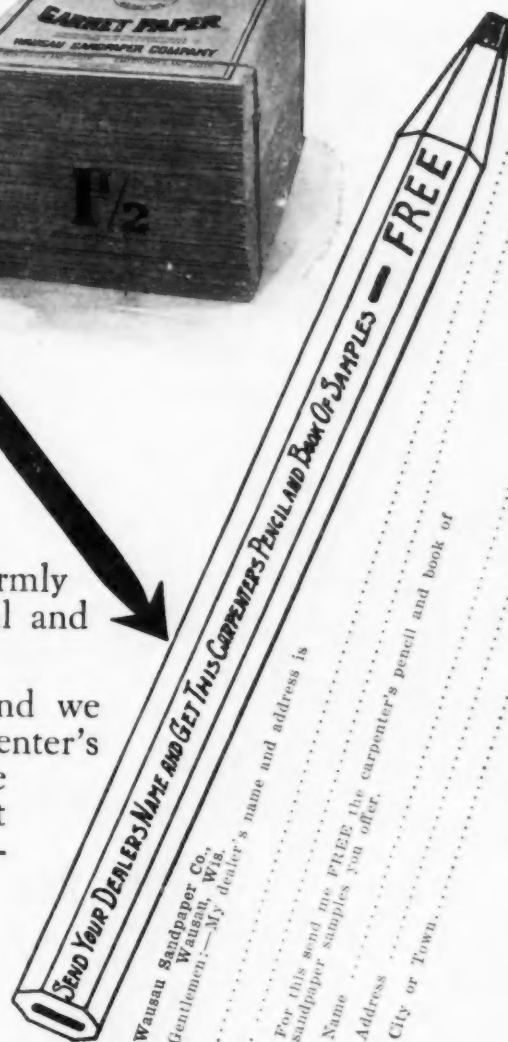 GARNET PAPER
WAUSAU SANDPAPER COMPANY
1"/2
SEND YOUR DEALERS NAME AND GET THIS CARPENTERS PENCIL AND BOOK OF SAMPLES — FREE
rmly
l and
nd we
enter's
t
-
Wausau Sandpaper Co.,
Wausau, Wis.
Gentlemen:—My dealer's name and address is
For this send me FREE, the carpenter's pencil and book of
sandpaper samples you offer.
Name
Address
City or Town